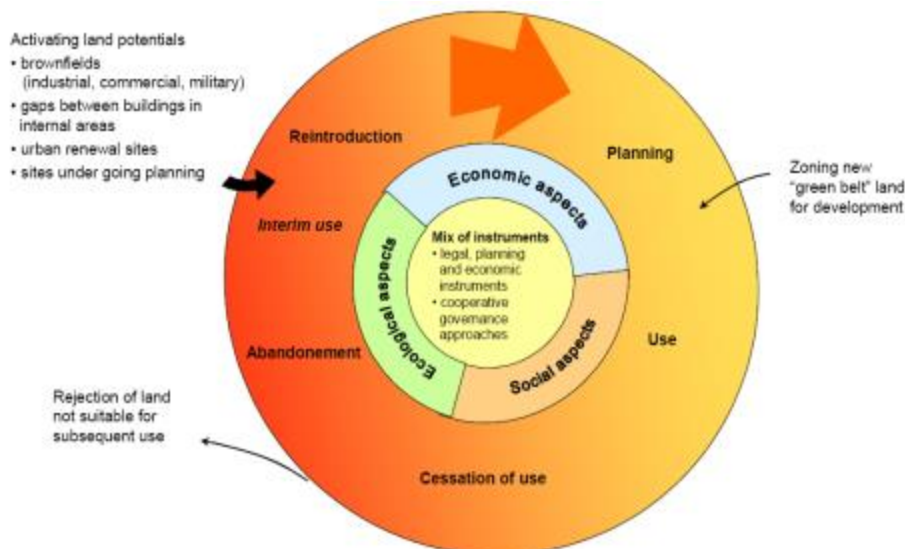 Activating land potentials
• brownfields
(industrial, commercial, military)
• gaps between buildings in
internal areas
• urban renewal sites
• sites under going planning
Reintroduction
Planning
Economic aspects
Zoning new
“green belt” land
for development
Interim use
Mix of instruments
• legal, planning
and economic
instruments
• cooperative
governance
approaches
Ecological aspects
Social aspects
Use
Abandonement
Rejection of land
not suitable for
subsequent use
Cessation of use